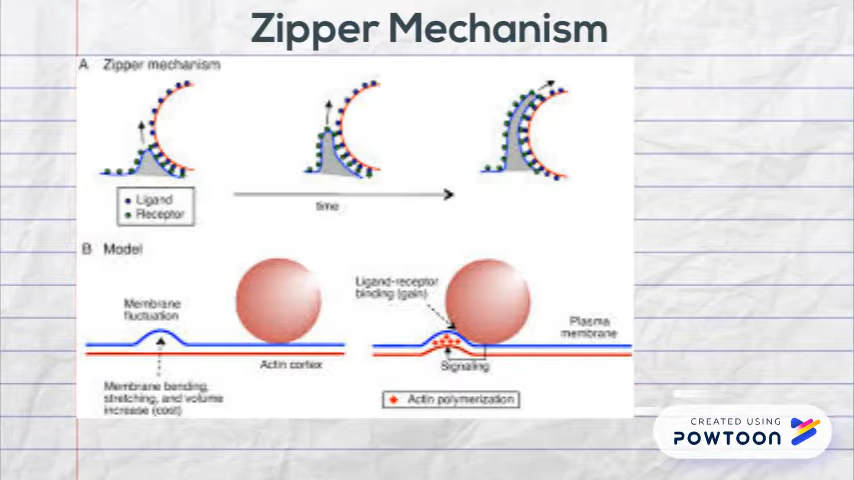 Zipper Mechanism
A Zipper mechanism
Ligand
Receptor
time
B Model
Membrane
fluctuation
Actin cortex
Membrane bending,
stretching, and volume
increase (cost)
Ligand-receptor
binding (gain)
Plasma
membrane
Signaling
Actin polymerization
CREATED USING
POWTOON